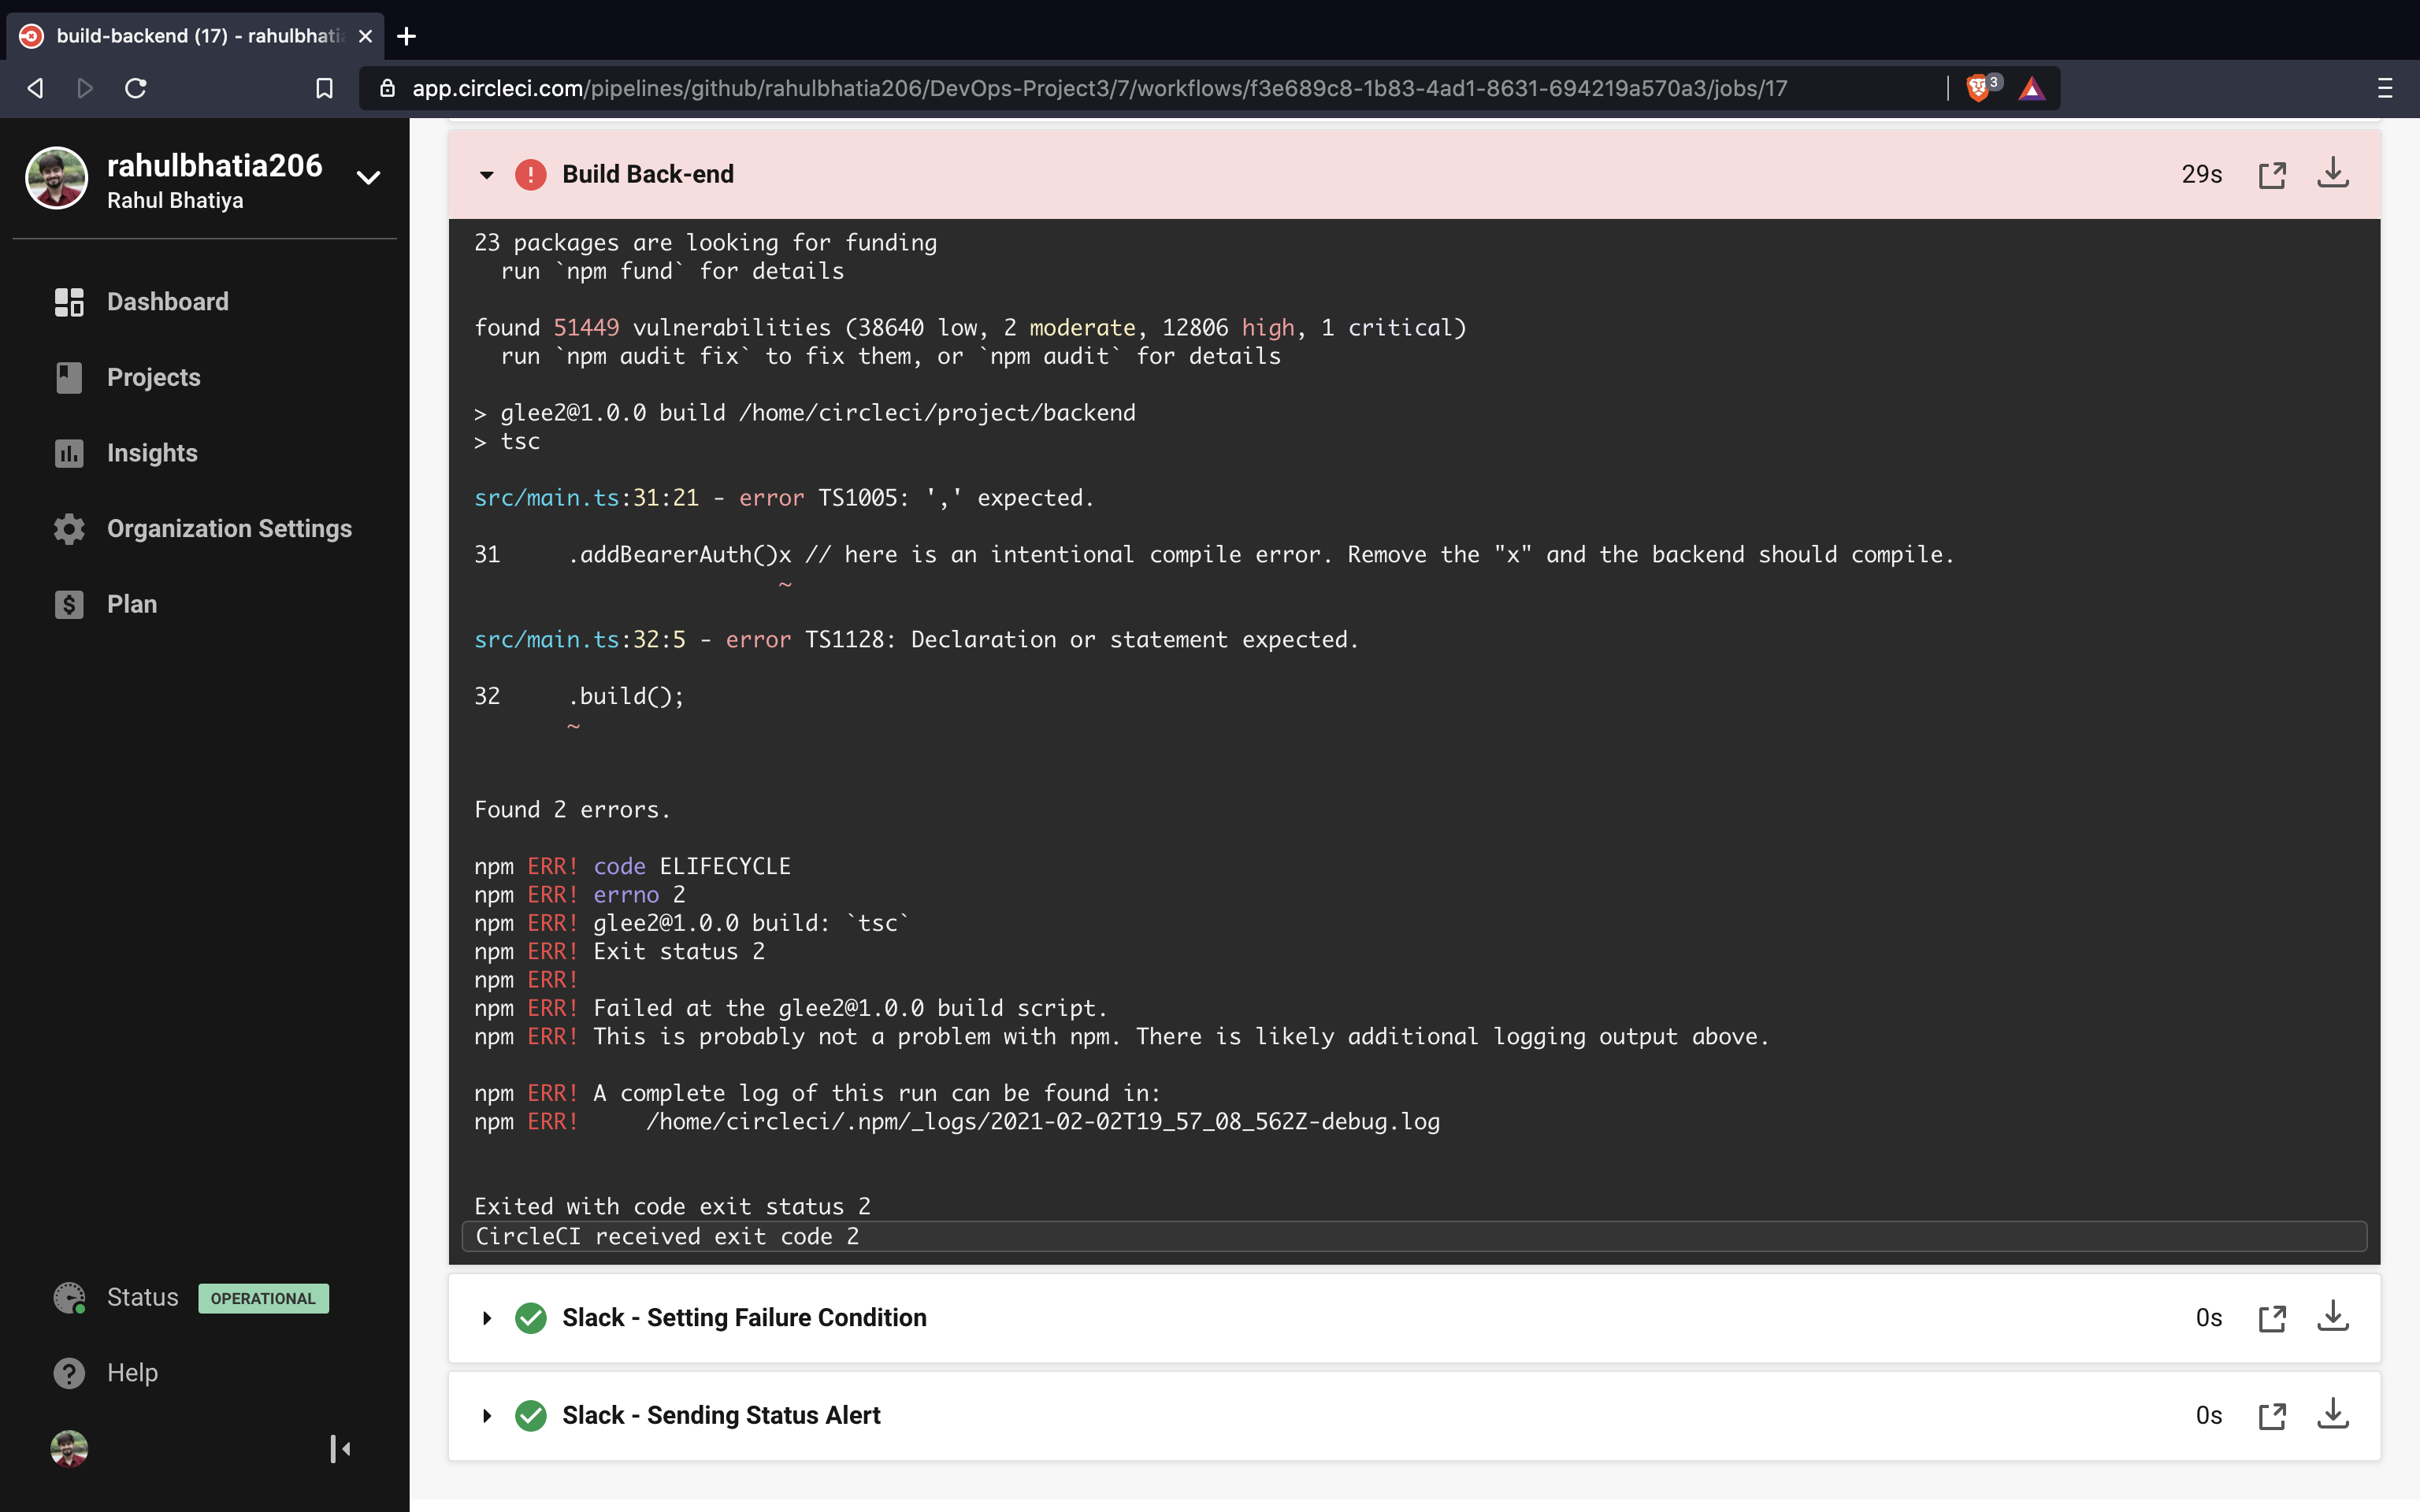 build-backend (17) - rahulbhati
app.circleci.com/pipelines/github/rahulbhatia206/DevOps-Project3/7/workflows/f3e689c8-1b83-4ad1-8631-694219a570a3/jobs/17
3
rahulbhatia206
Rahul Bhatiya
Dashboard
Projects
Insights
Organization Settings
Plan
Status OPERATIONAL
Help
Build Back-end
29s
23 packages are looking for funding
  run `npm fund` for details
found 51449 vulnerabilities (38640 low, 2 moderate, 12806 high, 1 critical)
  run `npm audit fix` to fix them, or `npm audit` for details
> glee2@1.0.0 build /home/circleci/project/backend
> tsc
src/main.ts:31:21 - error TS1005: ',' expected.
31     .addBearerAuth()x // here is an intentional compile error. Remove the "x" and the backend should compile.
~
src/main.ts:32:5 - error TS1128: Declaration or statement expected.
32     .build();
~
Found 2 errors.
npm ERR! code ELIFECYCLE
npm ERR! errno 2
npm ERR! glee2@1.0.0 build: `tsc`
npm ERR! Exit status 2
npm ERR!
npm ERR! Failed at the glee2@1.0.0 build script.
npm ERR! This is probably not a problem with npm. There is likely additional logging output above.
npm ERR! A complete log of this run can be found in:
npm ERR!     /home/circleci/.npm/_logs/2021-02-02T19_57_08_562Z-debug.log
Exited with code exit status 2
CircleCI received exit code 2
Slack - Setting Failure Condition
0s
Slack - Sending Status Alert
0s